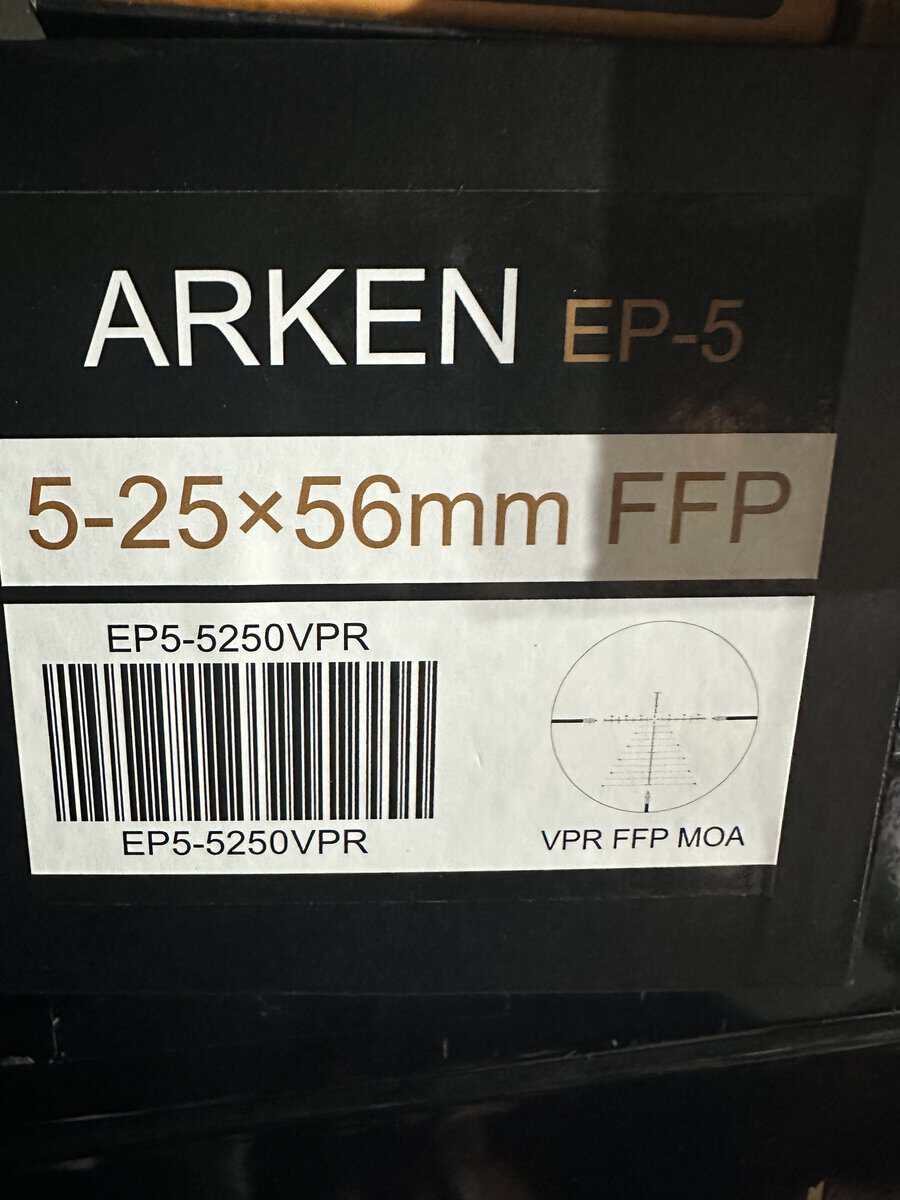 ARKEN EP-5
5-25×56mm FFP
EP5-5250VPR
EP5-5250VPR
VPR FFP MOA